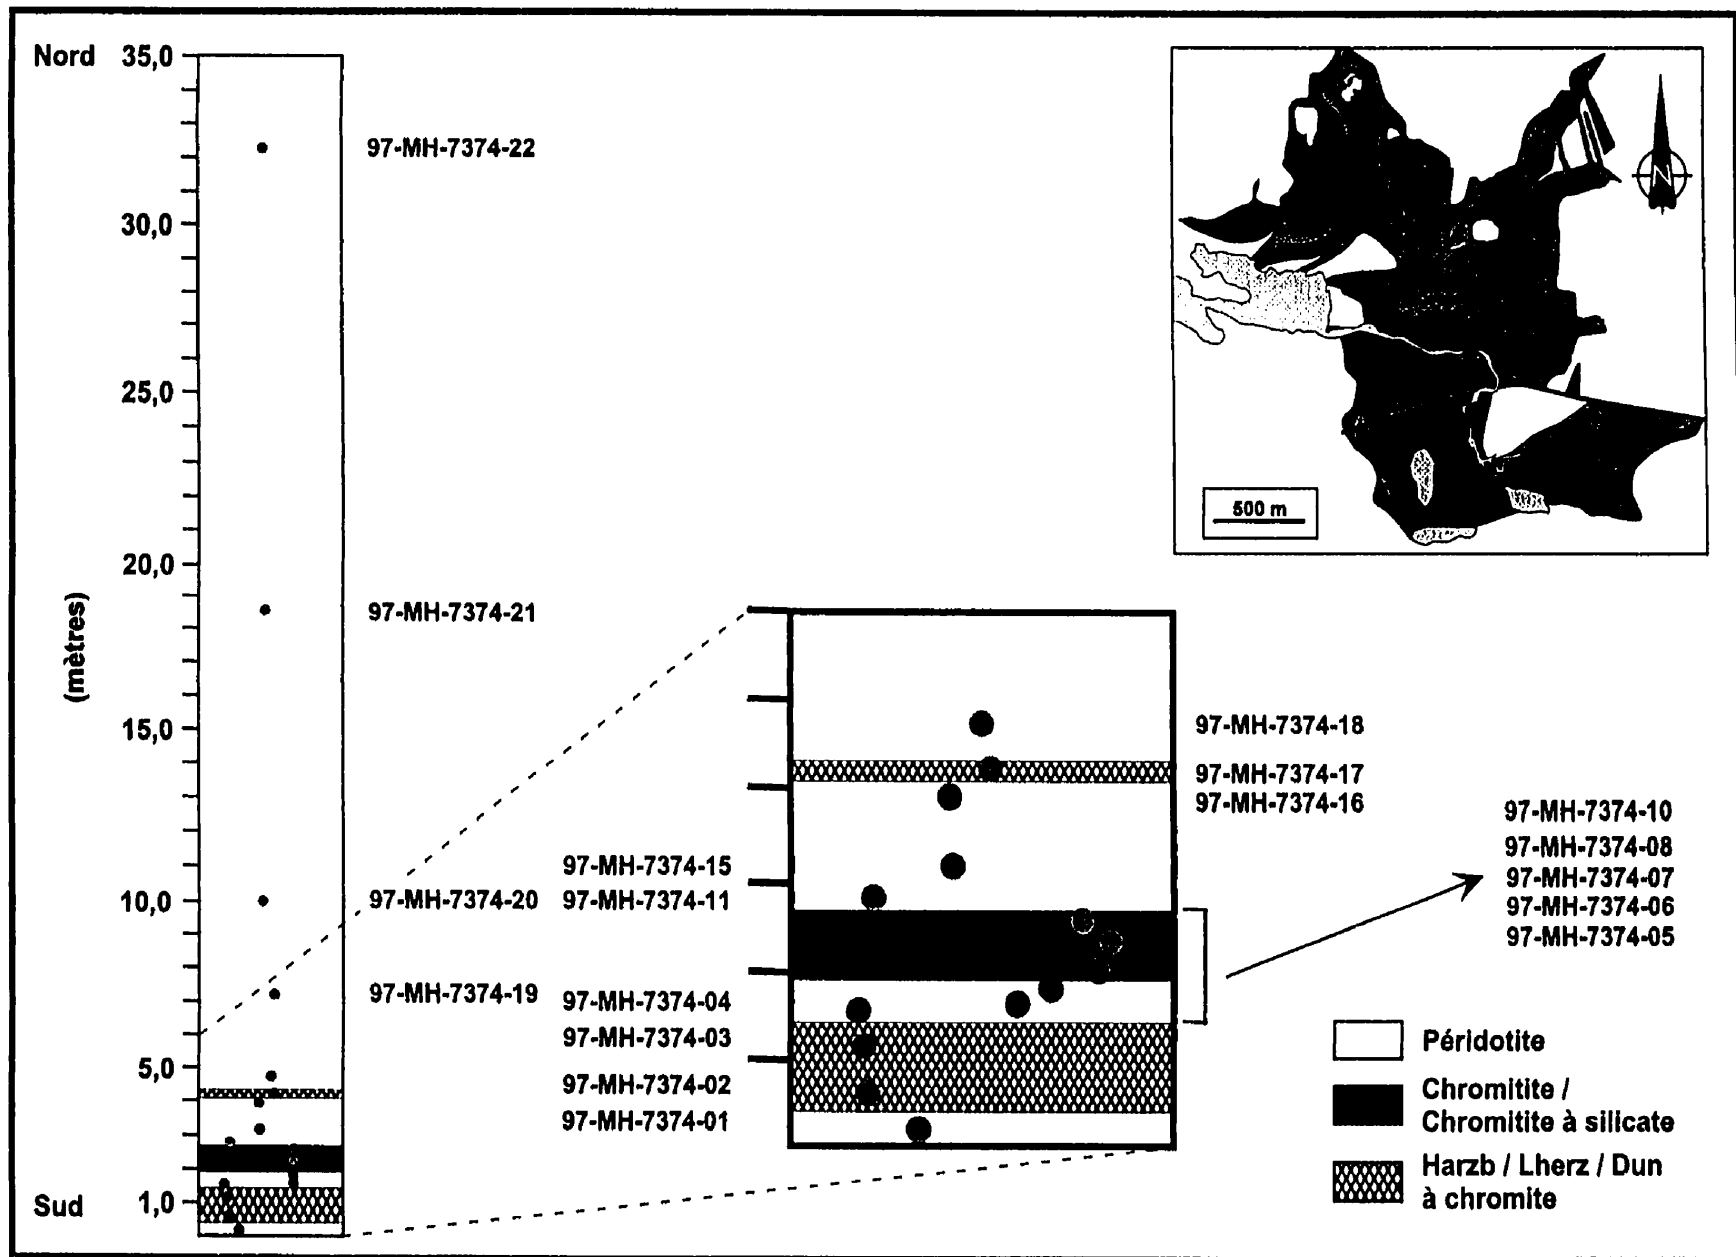 Nord
35,0
30,0
25,0
20,0
15,0
10,0
5,0
1,0
Sud
(mètres)
97-MH-7374-22
97-MH-7374-21
97-MH-7374-20
97-MH-7374-19
97-MH-7374-15
97-MH-7374-11
97-MH-7374-04
97-MH-7374-03
97-MH-7374-02
97-MH-7374-01
97-MH-7374-18
97-MH-7374-17
97-MH-7374-16
97-MH-7374-10
97-MH-7374-08
97-MH-7374-07
97-MH-7374-06
97-MH-7374-05
N
500 m
Péridotite
Chromitite /
Chromitite à silicate
Harzb / Lherz / Dun
à chromite